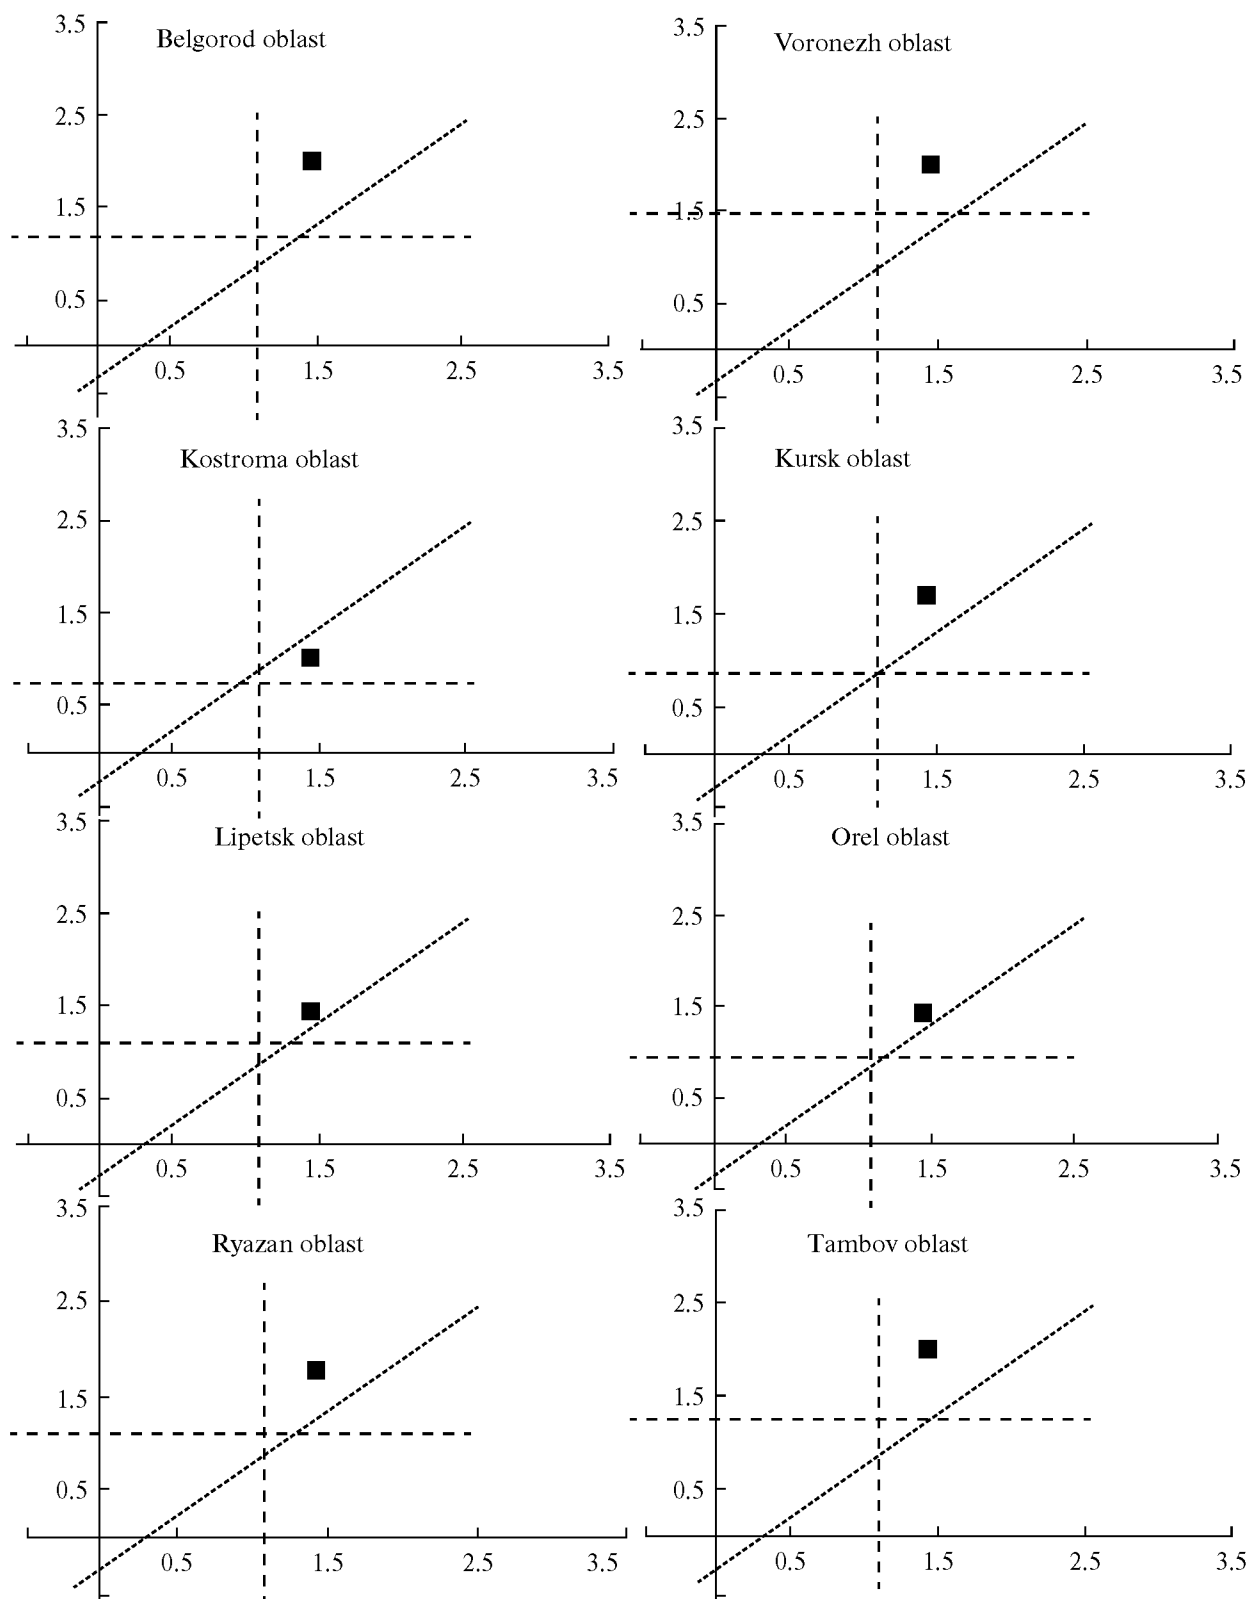 3.5
Belgorod oblast
2.5
1.5
0.5
0.5 1.5 2.5 3.5
3.5
Voronezh oblast
2.5
1.5
0.5
0.5 1.5 2.5 3.5
3.5
Kostroma oblast
2.5
1.5
0.5
0.5 1.5 2.5 3.5
3.5
Kursk oblast
2.5
1.5
0.5
0.5 1.5 2.5 3.5
3.5
Lipetsk oblast
2.5
1.5
0.5
0.5 1.5 2.5 3.5
3.5
Orel oblast
2.5
1.5
0.5
0.5 1.5 2.5 3.5
3.5
Ryazan oblast
2.5
1.5
0.5
0.5 1.5 2.5 3.5
3.5
Tambov oblast
2.5
1.5
0.5
0.5 1.5 2.5 3.5